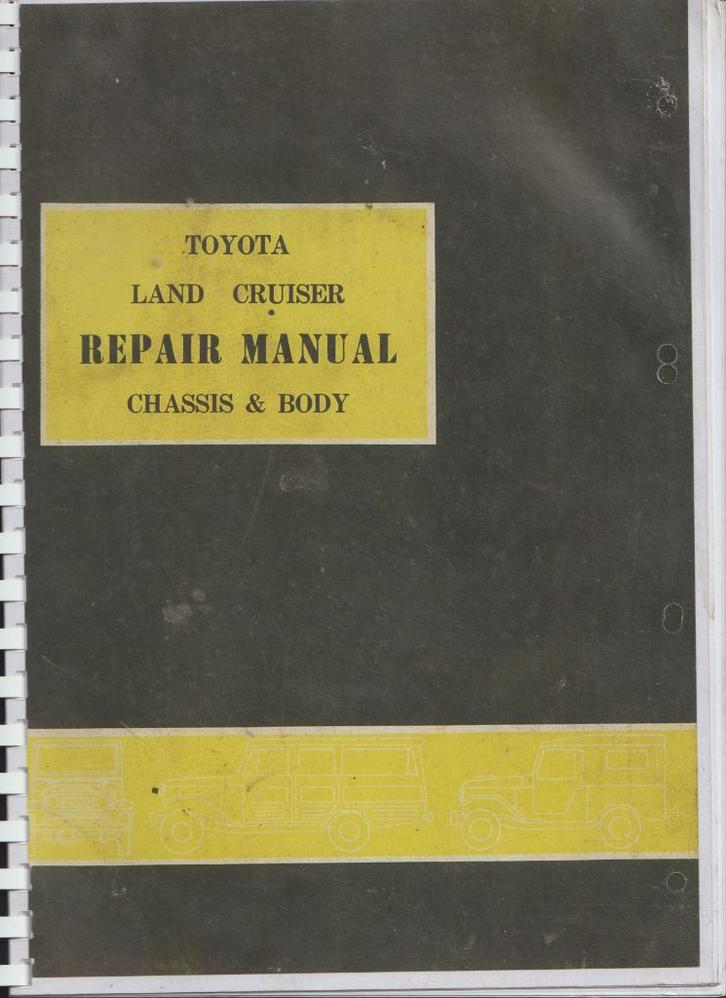 TOYOTA
LAND CRUISER
REPAIR MANUAL
CHASSIS & BODY